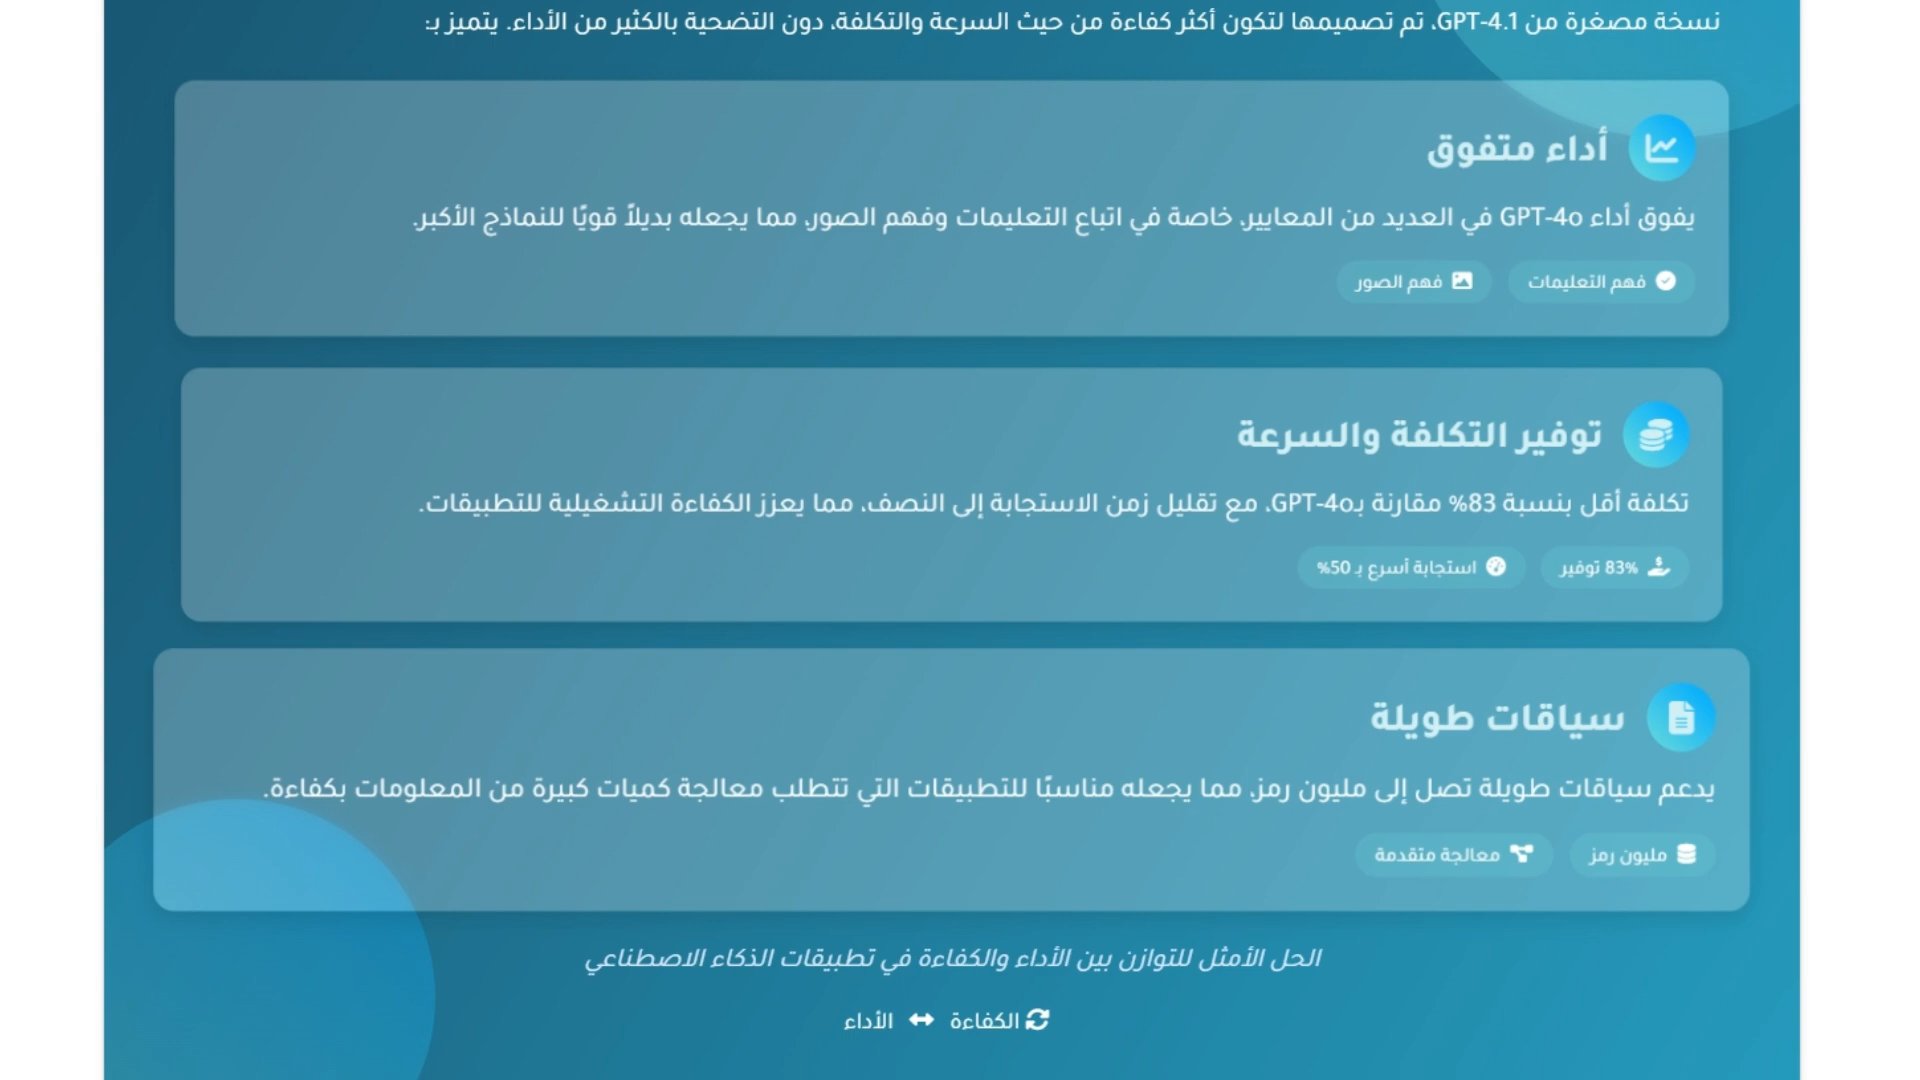 نسخة مصغرة من GPT-4.1، تم تصميمها لتكون أكثر كفاءة من حيث السرعة والتكلفة، دون التضحية بالكثير من الأداء. يتميز بـ:
أداء متفوق
يفوق أداء GPT-4o في العديد من المعايير، خاصة في اتباع التعليمات وفهم الصور، مما يجعله بديلاً قويًا للنماذج الأكبر.
فهم التعليمات
فهم الصور
توفير التكلفة والسرعة
تكلفة أقل بنسبة 83% مقارنة بـGPT-4o، مع تقليل زمن الاستجابة إلى النصف، مما يعزز الكفاءة التشغيلية للتطبيقات.
83% توفير
استجابة أسرع بـ 50%
سياقات طويلة
يدعم سياقات طويلة تصل إلى مليون رمز، مما يجعله مناسبًا للتطبيقات التي تتطلب معالجة كميات كبيرة من المعلومات بكفاءة.
مليون رمز
معالجة متقدمة
الحل الأمثل للتوازن بين الأداء والكفاءة في تطبيقات الذكاء الاصطناعي
الكفاءة ↔ الأداء